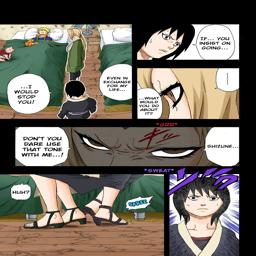 IF... YOU
INSIST ON
GOING...
...I
WOULD
STOP
YOU!
EVEN IN
EXCHANGE
FOR MY
LIFE...
.......
...WHAT
WOULD YOU
DO ABOUT
IT?
*GRR*
DON'T YOU
DARE USE
THAT TONE
WITH ME...!
SHIZUNE...
*SWEAT*
HUH?